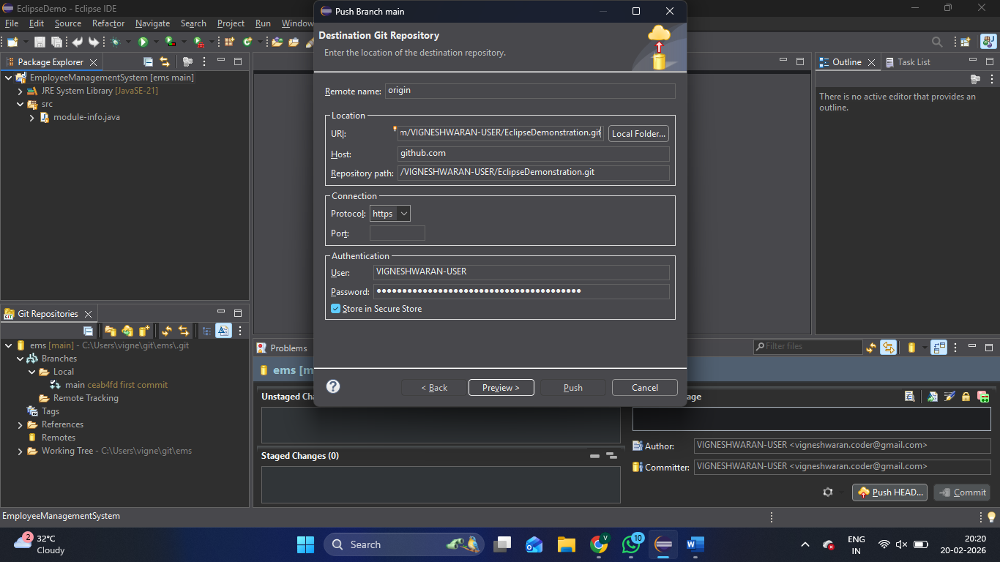 EclipseDemo - Eclipse IDE
File Edit Source Refactor Navigate Search Project Run Window
Package Explorer
EmployeeManagementSystem [ems main]
JRE System Library [JavaSE-21]
src
module-info.java
Git Repositories
ems [main] - C:\Users\vigne\git\ems\.git
Branches
Local
main ceab4fd first commit
Remote Tracking
Tags
References
Remotes
Working Tree - C:\Users\vigne\git\ems
Push Branch main
Destination Git Repository
Enter the location of the destination repository.
Remote name: origin
Location
URI: m/VIGNESHWARAN-USER/EclipseDemonstration.git Local Folder...
Host: github.com
Repository path: /VIGNESHWARAN-USER/EclipseDemonstration.git
Connection
Protocol: https
Port:
Authentication
User: VIGNESHWARAN-USER
Password: ••••••••••••••••••••••••••••••••••••••••
Store in Secure Store
? < Back Preview > Push Cancel
Outline Task List
There is no active editor that provides an
outline.
Problems
Filter files
ems [m
Unstaged Cha
Staged Changes (0)
age
Author: VIGNESHWARAN-USER <vigneshwaran.coder@gmail.com>
Committer: VIGNESHWARAN-USER <vigneshwaran.coder@gmail.com>
Push HEAD... Commit
EmployeeManagementSystem
2
32°C
Cloudy
Search
V
10
W
ENG
IN
20:20
20-02-2026